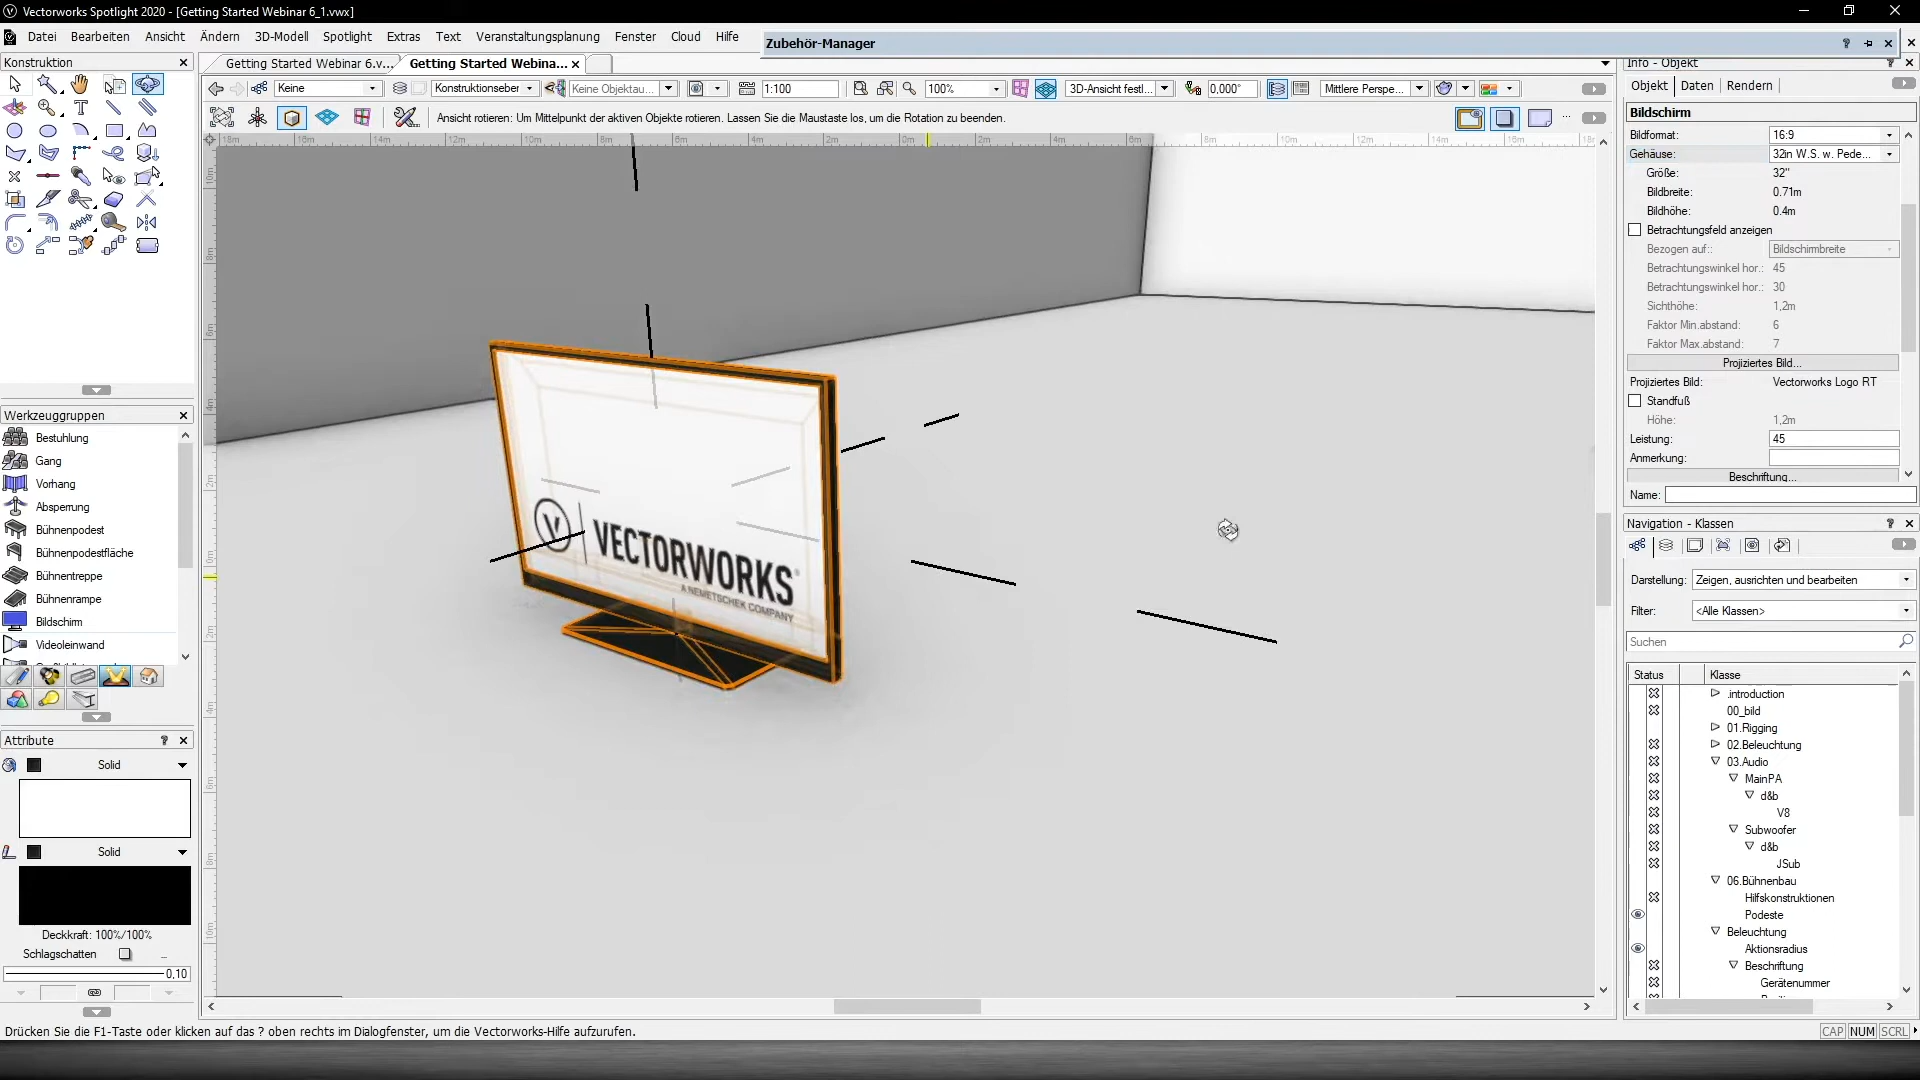 Vectorworks Spotlight 2020 - [Getting Started Webinar 6_1.vwx]
Datei Bearbeiten Ansicht Ändern 3D-Modell Spotlight Extras Text Veranstaltungsplanung Fenster Cloud Hilfe
Zubehör-Manager
Konstruktion
Getting Started Webinar 6.v...
Getting Started Webina...
Keine
Konstruktionseber
Keine Objektau...
1:100
100%
3D-Ansicht festl...
0,000°
Mittlere Perspe...
Ansicht rotieren: Um Mittelpunkt der aktiven Objekte rotieren. Lassen Sie die Maustaste los, um die Rotation zu beenden.
Werkzeuggruppen
Bestuhlung
Gang
Vorhang
Absperrung
Bühnenpodest
Bühnenpodestfläche
Bühnentreppe
Bühnenrampe
Bildschirm
Videoleinwand
Attribute
Solid
Solid
Deckkraft: 100%/100%
Schlagschatten
...
0,10
VECTORWORKS
A NEMETSCHEK COMPANY
Info - Objekt
Objekt Daten Rendern
Bildschirm
Bildformat: 16:9
Gehäuse: 32in W.S. w. Pede...
Größe: 32"
Bildbreite: 0.71m
Bildhöhe: 0.4m
Betrachtungsfeld anzeigen
Bezogen auf:: Bildschirmbreite
Betrachtungswinkel hor.: 45
Betrachtungswinkel hor.: 30
Sichthöhe: 1,2m
Faktor Min.abstand: 6
Faktor Max.abstand: 7
Projiziertes Bild...
Projiziertes Bild: Vectorworks Logo RT
Standfuß
Höhe: 1,2m
Leistung: 45
Anmerkung:
Beschriftung...
Name:
Navigation - Klassen
Darstellung: Zeigen, ausrichten und bearbeiten
Filter: <Alle Klassen>
Suchen
Status Klasse
.introduction
00_bild
01.Rigging
02.Beleuchtung
03.Audio
MainPA
d&b
V8
Subwoofer
d&b
JSub
06.Bühnenbau
Hilfskonstruktionen
Podeste
Beleuchtung
Aktionsradius
Beschriftung
Gerätenummer
Drücken Sie die F1-Taste oder klicken auf das ? oben rechts im Dialogfenster, um die Vectorworks-Hilfe aufzurufen.
CAP NUM SCRL